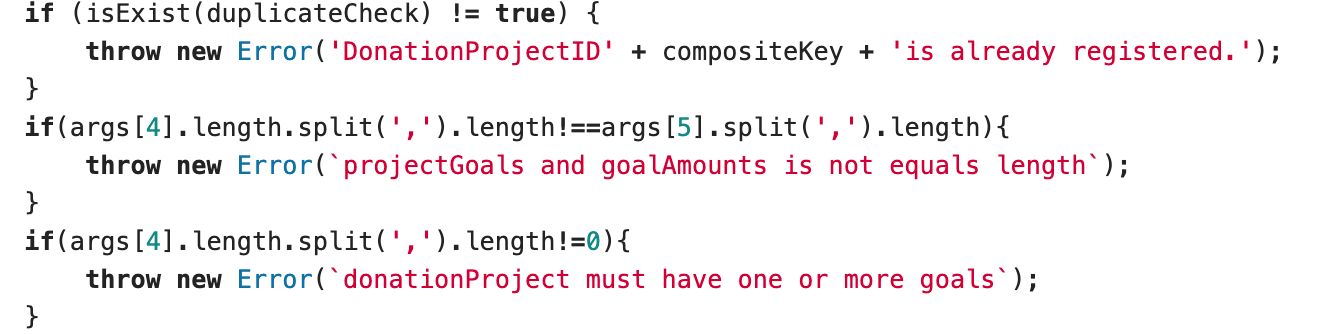 if (isExist(duplicateCheck) != true) {
    throw new Error('DonationProjectID' + compositeKey + 'is already registered.');
}
if(args[4].length.split(',').length!==args[5].split(',').length){
    throw new Error(`projectGoals and goalAmounts is not equals length`);
}
if(args[4].length.split(',').length!=0){
    throw new Error(`donationProject must have one or more goals`);
}